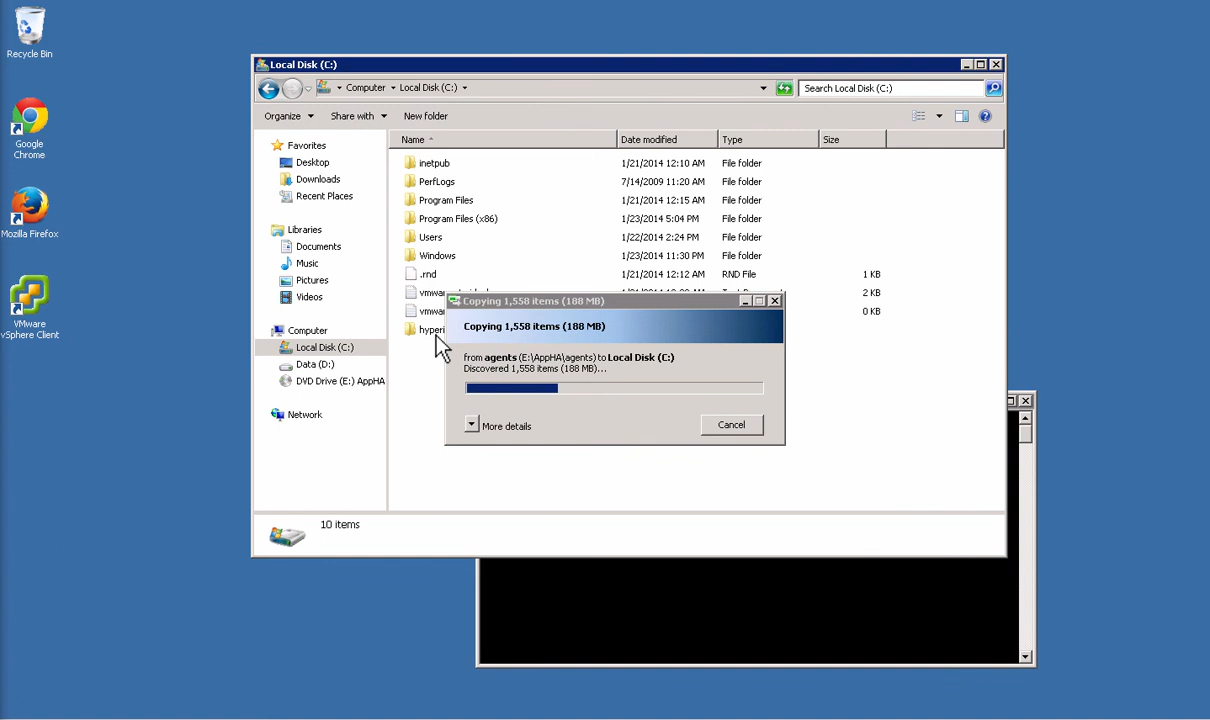 Recycle Bin
Google
Chrome
Mozilla Firefox
VMware
vSphere Client
Local Disk (C:)
Computer Local Disk (C:)
Search Local Disk (C:)
Organize Share with New folder
Name Date modified Type Size
Favorites
Desktop
Downloads
Recent Places
Libraries
Documents
Music
Pictures
Videos
Computer
Local Disk (C:)
Data (D:)
DVD Drive (E:) AppHA
Network
inetpub 1/21/2014 12:10 AM File folder
PerfLogs 7/14/2009 11:20 AM File folder
Program Files 1/21/2014 12:15 AM File folder
Program Files (x86) 1/23/2014 5:04 PM File folder
Users 1/22/2014 2:24 PM File folder
Windows 1/23/2014 11:30 PM File folder
.rnd 1/21/2014 12:12 AM RND File 1 KB
2 KB
0 KB
Copying 1,558 items (188 MB)
Copying 1,558 items (188 MB)
from agents (E:\AppHA\agents) to Local Disk (C:)
Discovered 1,558 items (188 MB)...
More details
Cancel
10 items